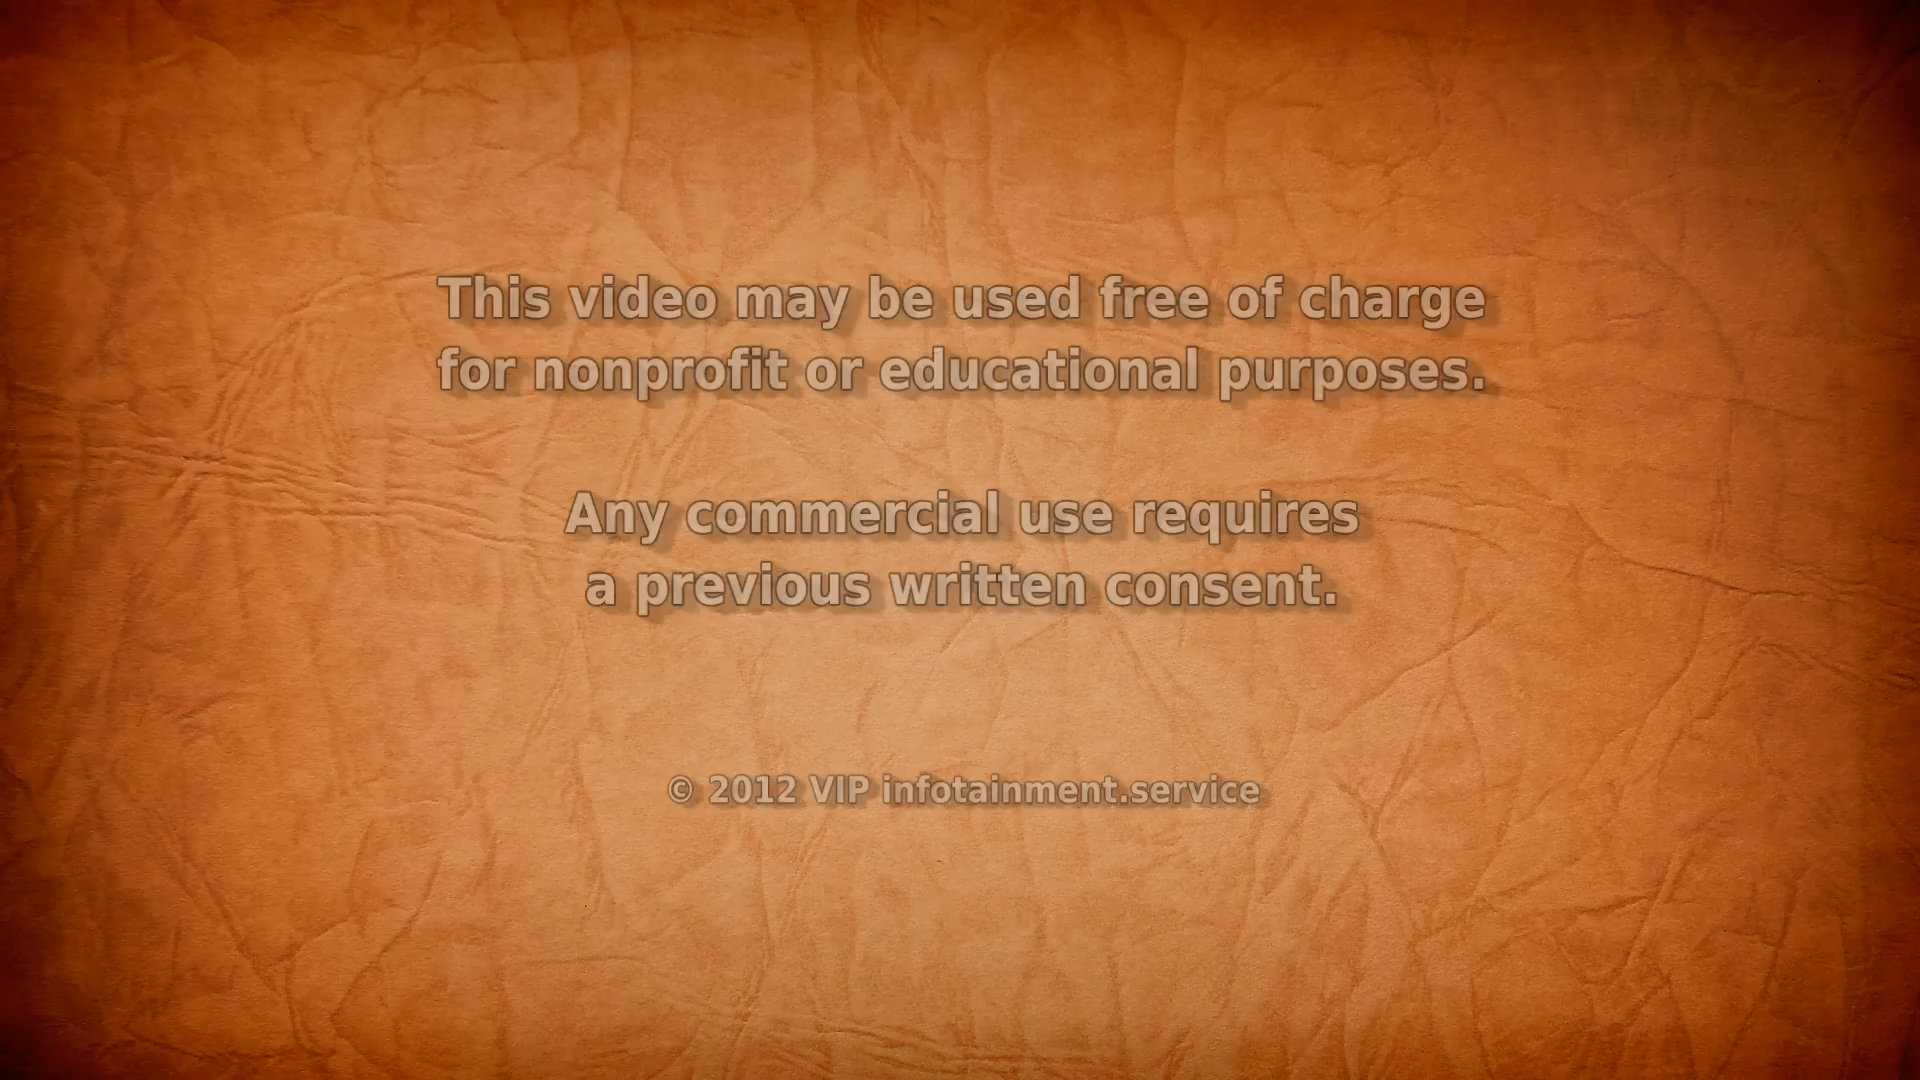 This video may be used free of charge
for nonprofit or educational purposes.
Any commercial use requires
a previous written consent.
© 2012 VIP infotainment.service